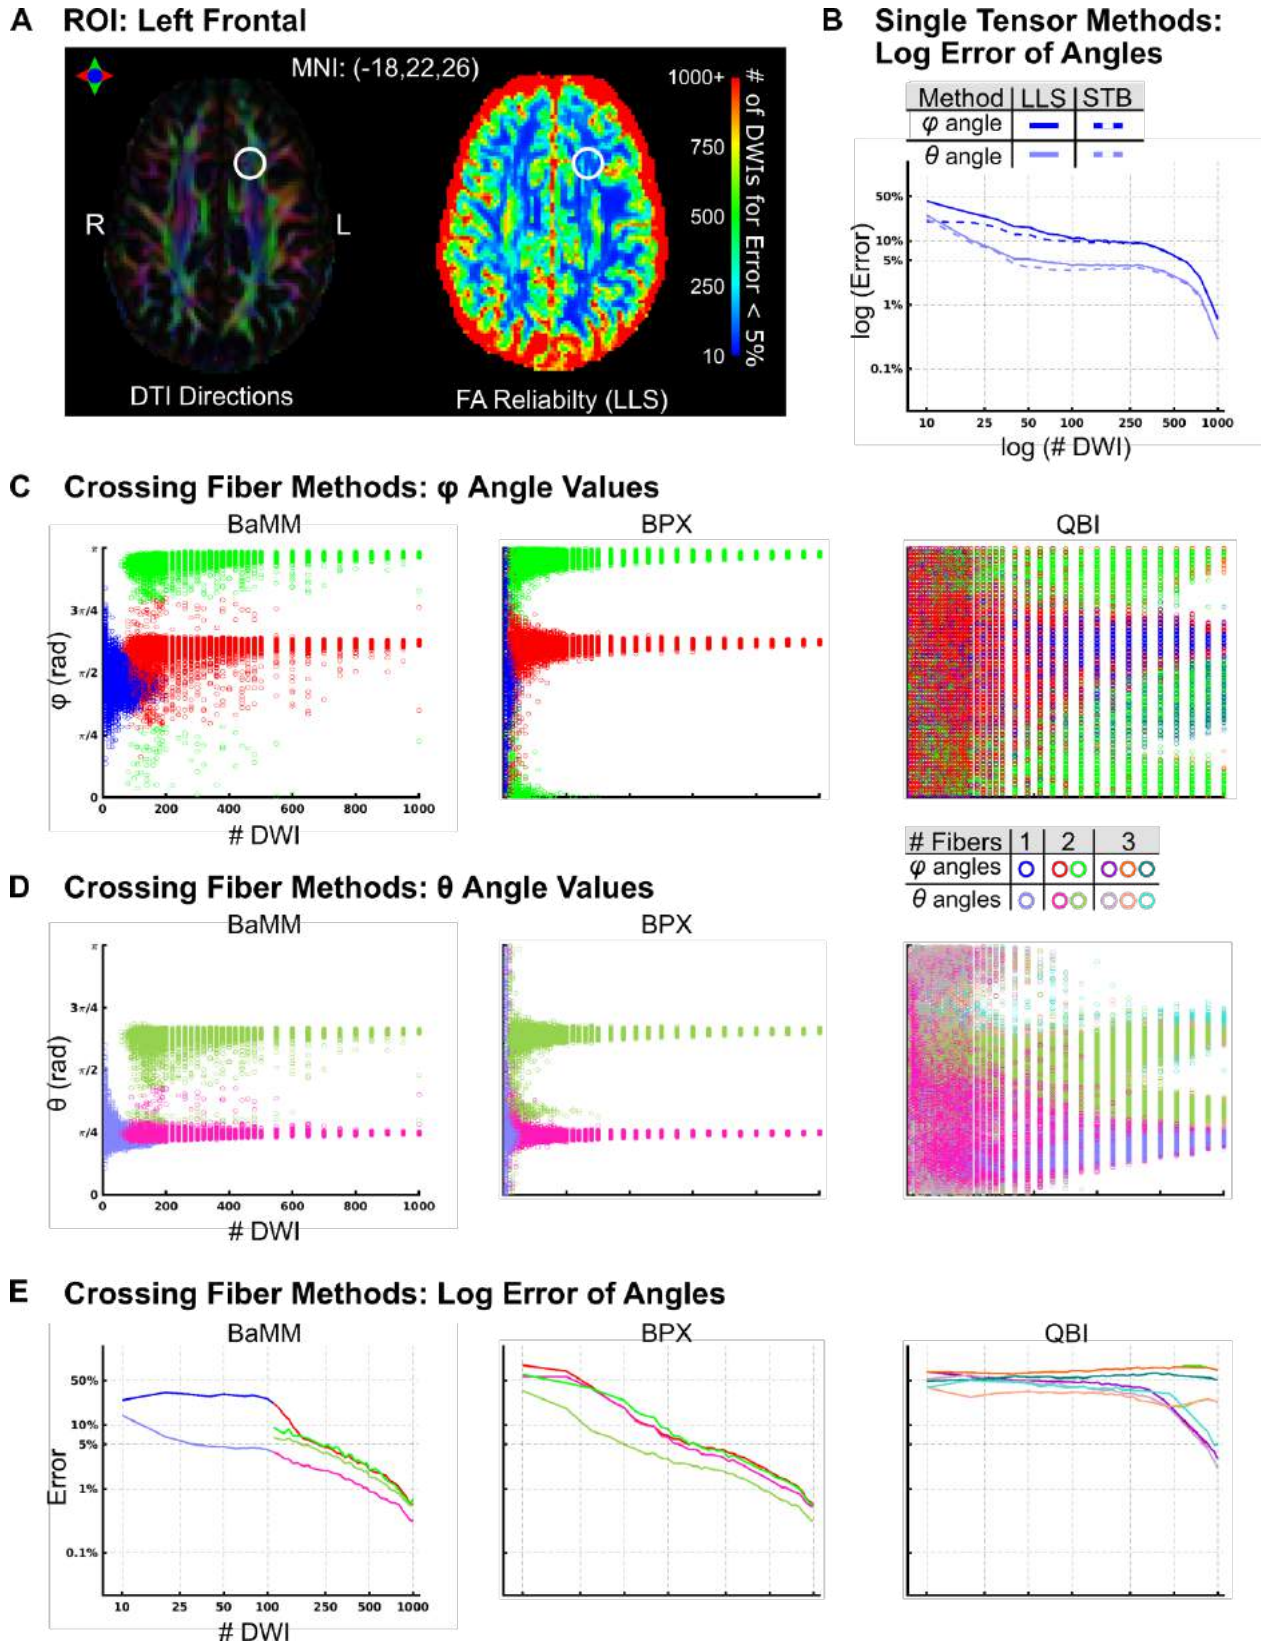 A ROI: Left Frontal
MNI: (-18,22,26)
R
L
DTI Directions
FA Reliabilty (LLS)
1000+
750
500
250
10
# of DWIs for Error < 5%
B Single Tensor Methods:
Log Error of Angles
Method LLS STB
φ angle
θ angle
50%
10%
5%
1%
0.1%
log (Error)
10 25 50 100 250 500 1000
log (# DWI)
C Crossing Fiber Methods: φ Angle Values
BaMM BPX QBI
π
3π/4
π/2
π/4
0
φ (rad)
0 200 400 600 800 1000
# DWI
# Fibers 1 2 3
φ angles
θ angles
D Crossing Fiber Methods: θ Angle Values
BaMM BPX
π
3π/4
π/2
π/4
0
θ (rad)
0 200 400 600 800 1000
# DWI
E Crossing Fiber Methods: Log Error of Angles
BaMM BPX QBI
50%
10%
5%
1%
0.1%
Error
10 25 50 100 250 500 1000
# DWI